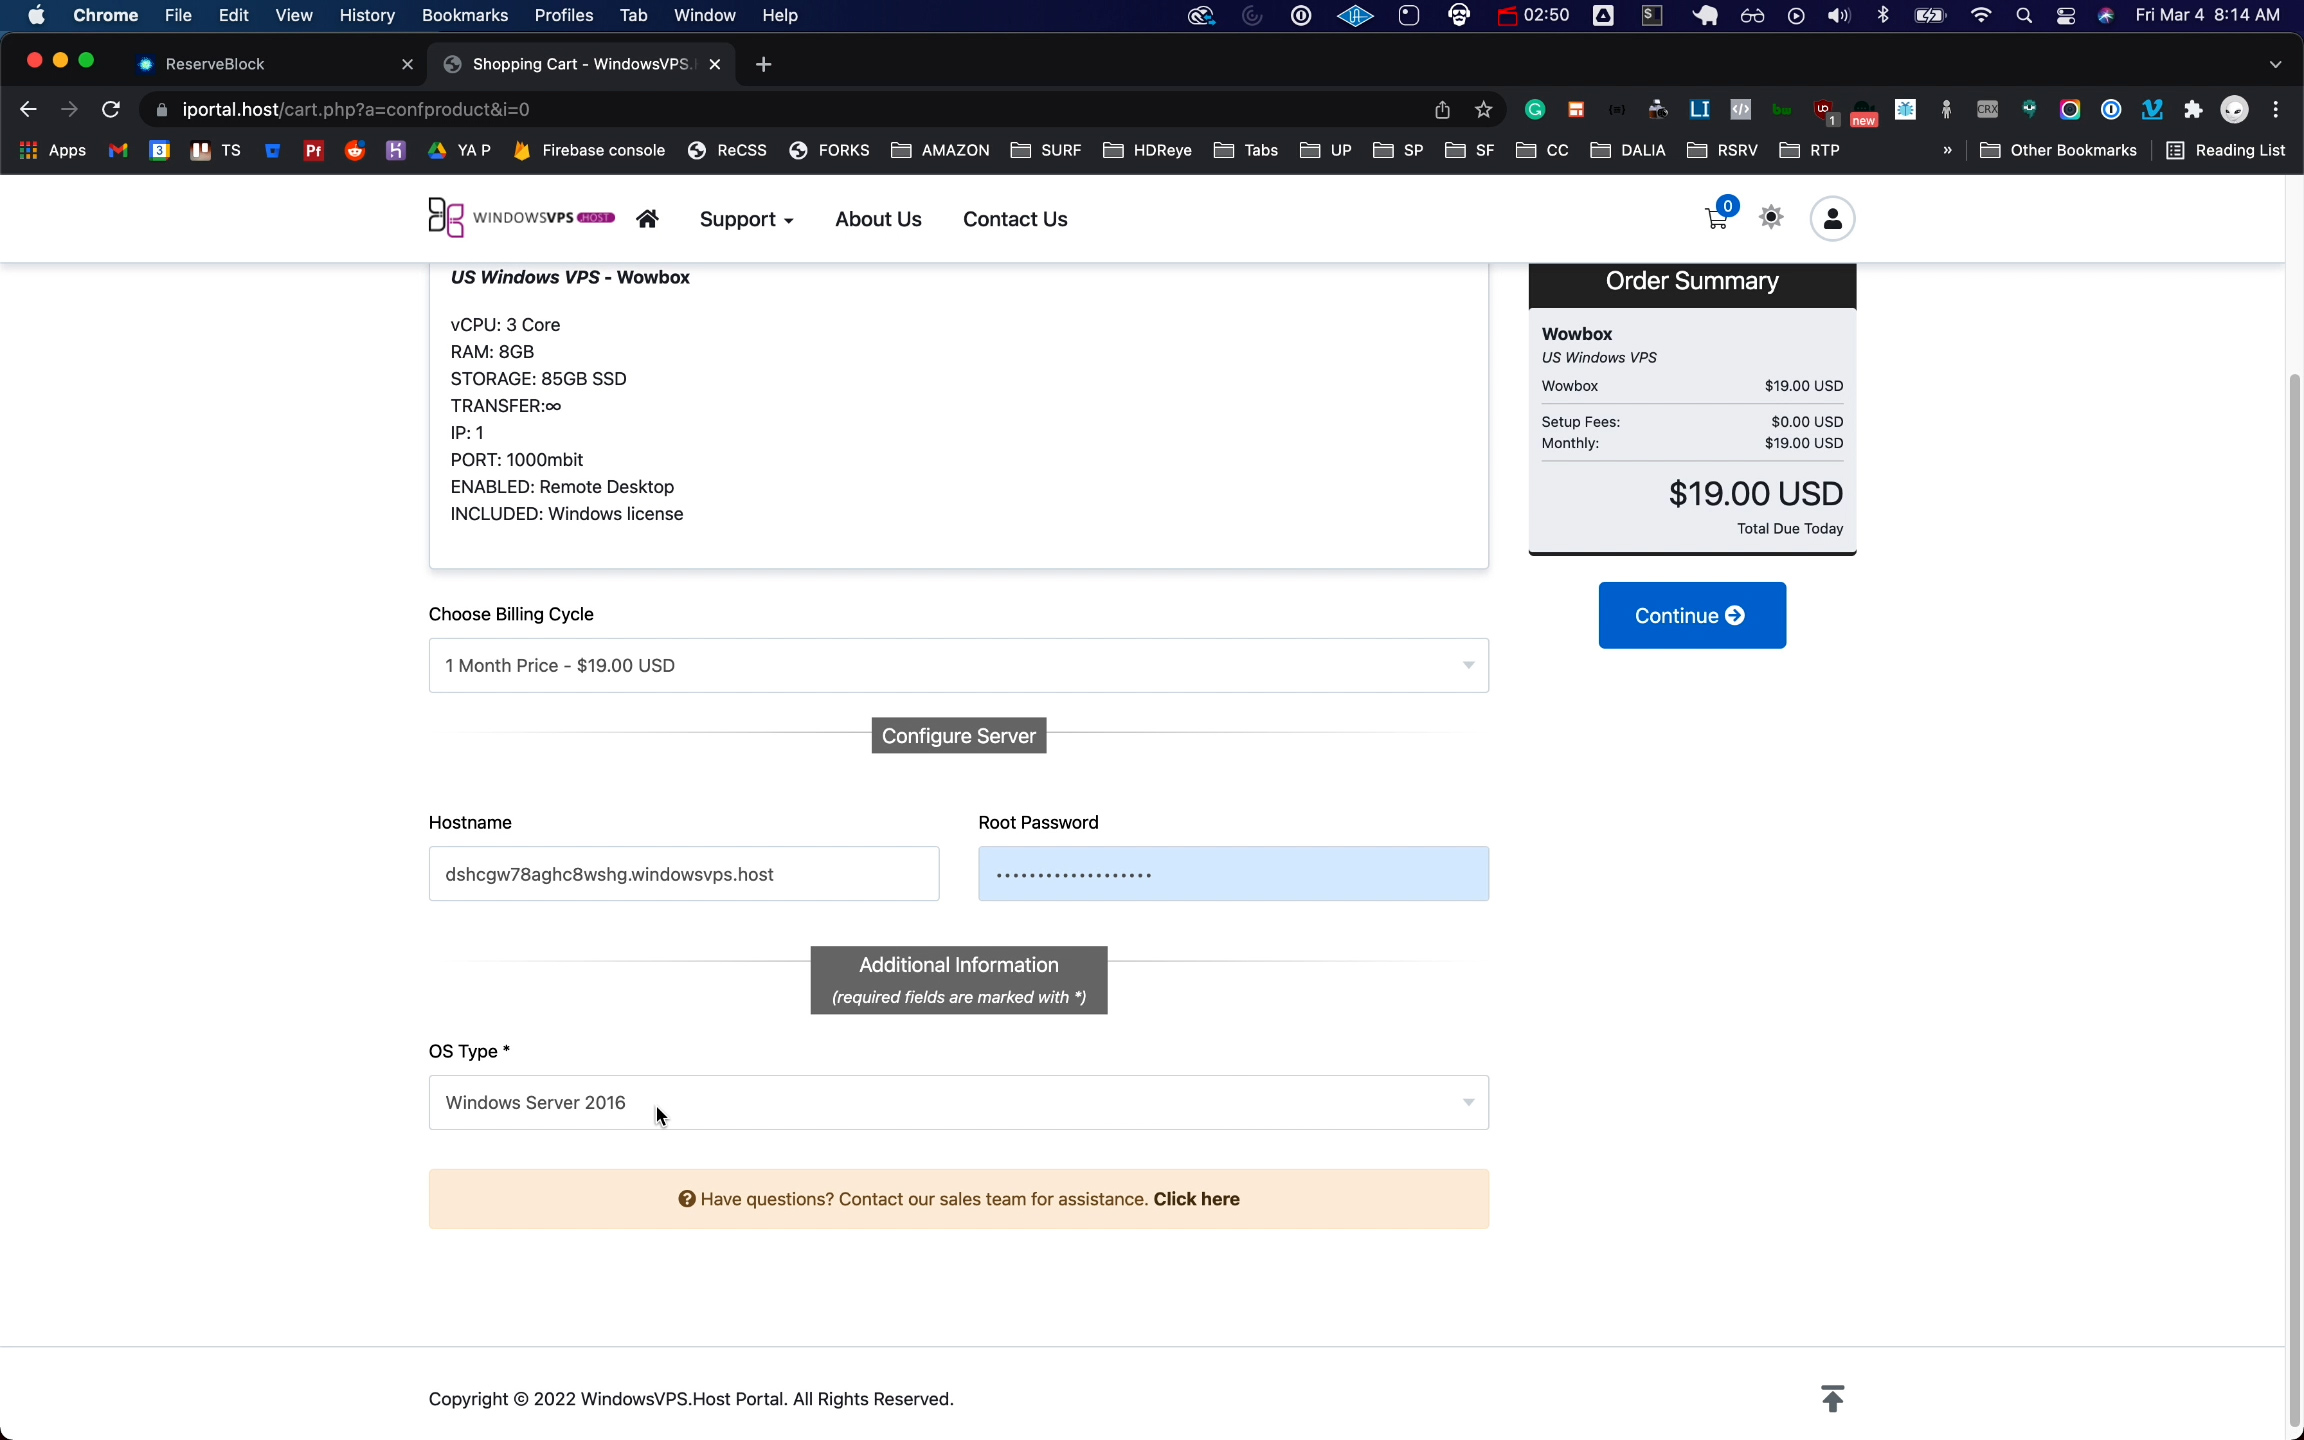 Chrome File Edit View History Bookmarks Profiles Tab Window Help 02:50 Fri Mar 4 8:14 AM
ReserveBlock Shopping Cart - WindowsVPS.
iportal.host/cart.php?a=confproduct&i=0
Apps TS YA P Firebase console ReCSS FORKS AMAZON SURF HDReye Tabs UP SP SF CC DALIA RSRV RTP » Other Bookmarks Reading List
WINDOWSVPS HOST Support About Us Contact Us 0
US Windows VPS - Wowbox
vCPU: 3 Core
RAM: 8GB
STORAGE: 85GB SSD
TRANSFER:∞
IP: 1
PORT: 1000mbit
ENABLED: Remote Desktop
INCLUDED: Windows license
Order Summary
Wowbox
US Windows VPS
Wowbox $19.00 USD
Setup Fees: $0.00 USD
Monthly: $19.00 USD
$19.00 USD
Total Due Today
Continue
Choose Billing Cycle
1 Month Price - $19.00 USD
Configure Server
Hostname Root Password
dshcgw78aghc8wshg.windowsvps.host •••••••••••••••••••
Additional Information
(required fields are marked with *)
OS Type *
Windows Server 2016
Have questions? Contact our sales team for assistance. Click here
Copyright © 2022 WindowsVPS.Host Portal. All Rights Reserved.